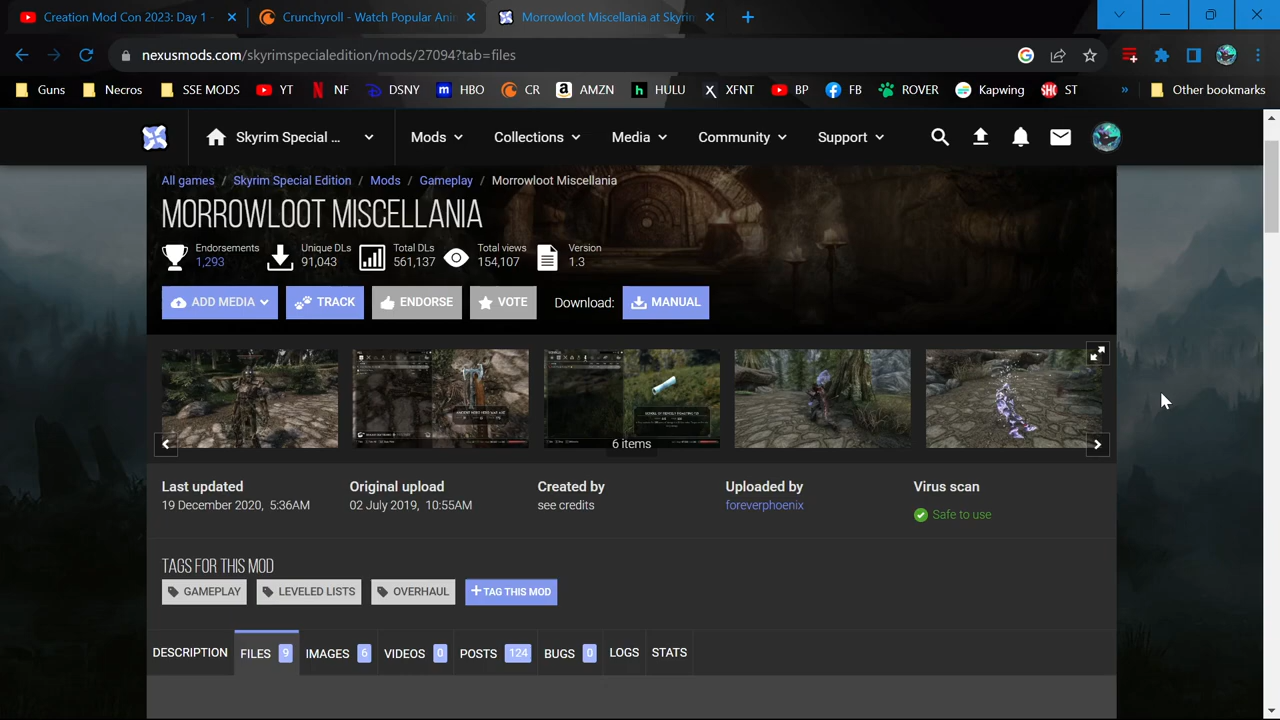 Creation Mod Con 2023: Day 1 -
Crunchyroll - Watch Popular Ani
Morrowloot Miscellania at Skyrim
nexusmods.com/skyrimspecialedition/mods/27094?tab=files
Guns Necros SSE MODS YT NF DSNY HBO CR AMZN HULU XFNT BP FB ROVER Kapwing ST » Other bookmarks
Skyrim Special ... Mods Collections Media Community Support
All games / Skyrim Special Edition / Mods / Gameplay / Morrowloot Miscellania
MORROWLOOT MISCELLANIA
Endorsements Unique DLs Total DLs Total views Version
1,293 91,043 561,137 154,107 1.3
ADD MEDIA TRACK ENDORSE VOTE Download: MANUAL
6 items
Last updated Original upload Created by Uploaded by Virus scan
19 December 2020, 5:36AM 02 July 2019, 10:55AM see credits foreverphoenix Safe to use
TAGS FOR THIS MOD
GAMEPLAY LEVELED LISTS OVERHAUL + TAG THIS MOD
DESCRIPTION FILES 9 IMAGES 6 VIDEOS 0 POSTS 124 BUGS 0 LOGS STATS